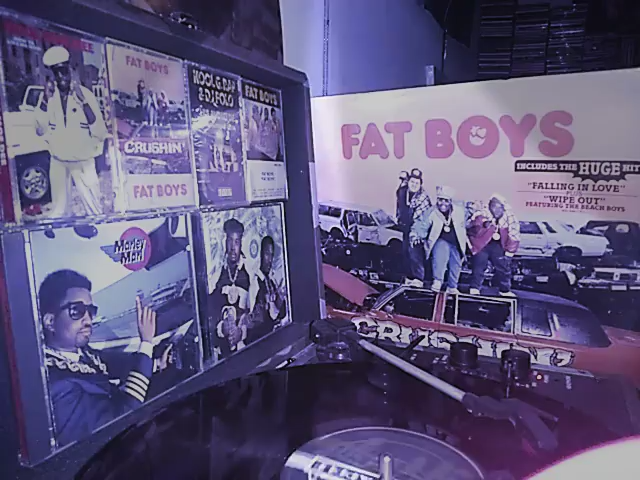 FAT BOYS
CRUSHIN'
FAT BOYS
KOOL G. RAP
& DJ POLO
FAT BOYS
Marley
Marl
FAT BOYS
INCLUDES THE HUGE HIT
"FALLING IN LOVE"
PLUS
"WIPE OUT"
FEATURING THE BEACH BOYS
CRUSHIN'